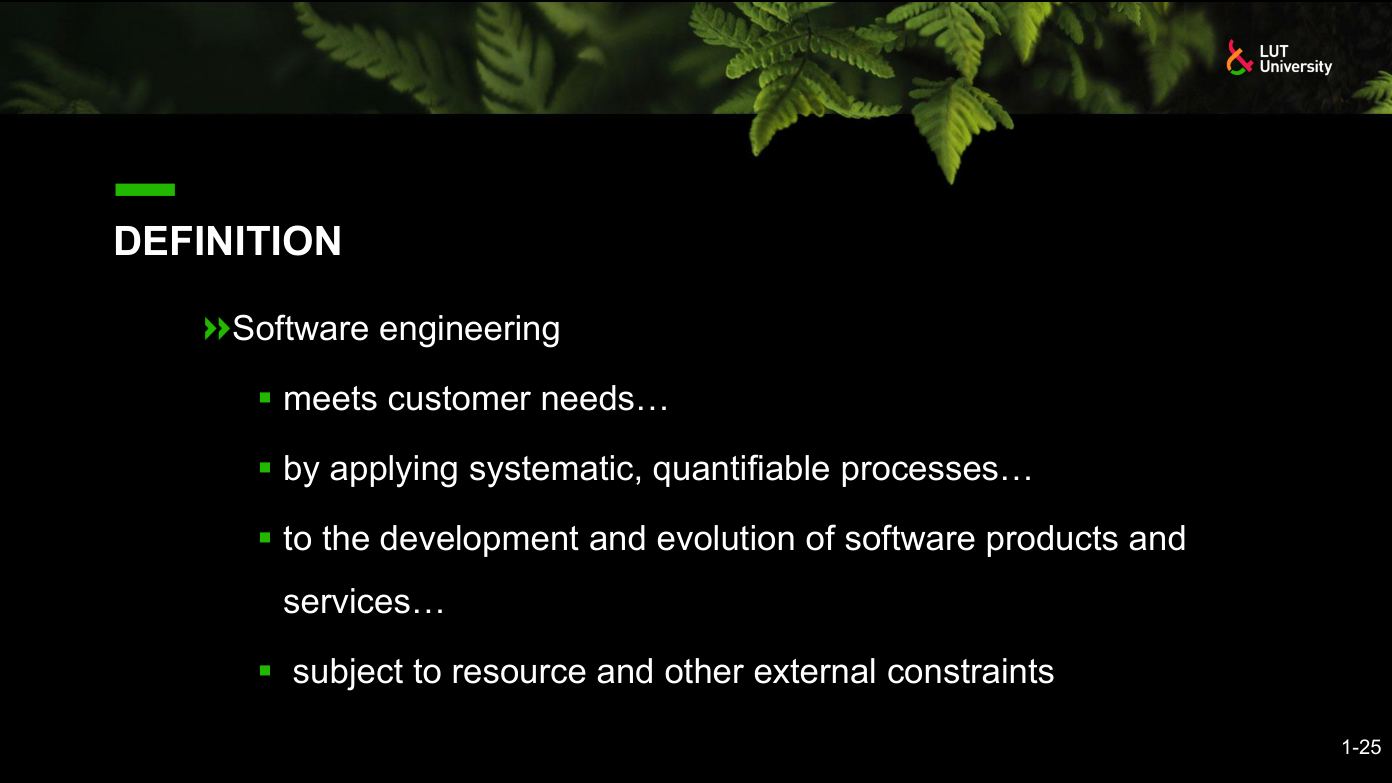 LUT
University
DEFINITION
Software engineering
meets customer needs…
by applying systematic, quantifiable processes…
to the development and evolution of software products and
services…
subject to resource and other external constraints
1-25